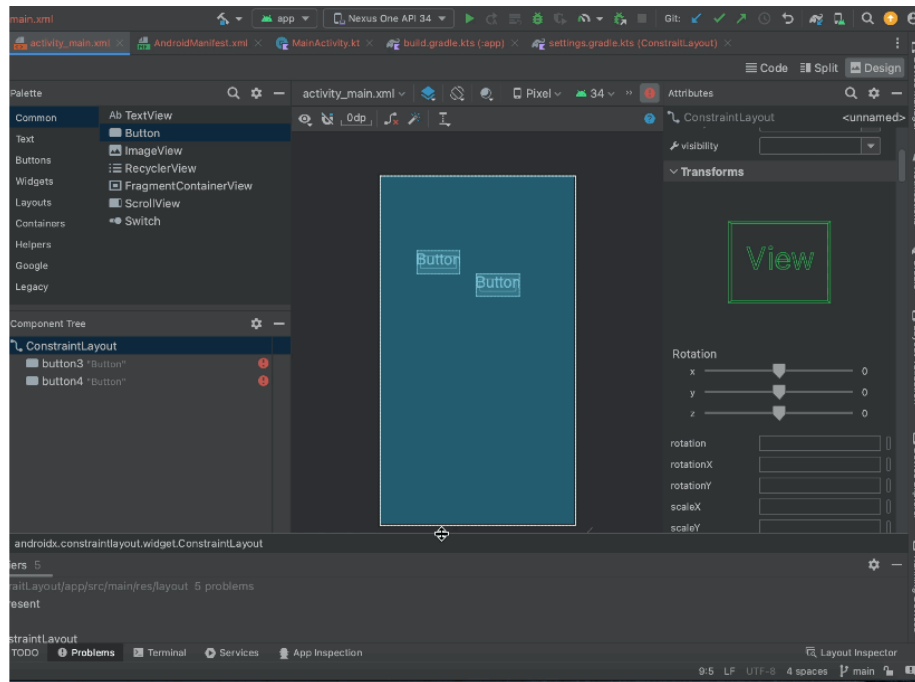 main.xml
app
Nexus One API 34
Git:
activity_main.xml
AndroidManifest.xml
MainActivity.kt
build.gradle.kts (:app)
settings.gradle.kts (ConstraitLayout)
Code
Split
Design
Palette
activity_main.xml
Pixel
34
Attributes
Common
Text
Buttons
Widgets
Layouts
Containers
Helpers
Google
Legacy
Ab TextView
Button
ImageView
RecyclerView
FragmentContainerView
ScrollView
Switch
0dp
ConstraintLayout
<unnamed>
visibility
Transforms
View
Button
Button
Component Tree
ConstraintLayout
button3 "Button"
button4 "Button"
Rotation
x 0
y 0
z 0
rotation
rotationX
rotationY
scaleX
scaleY
androidx.constraintlayout.widget.ConstraintLayout
ers 5
raitLayout/app/src/main/res/layout 5 problems
resent
straintLayout
TODO
Problems
Terminal
Services
App Inspection
Layout Inspector
9:5 LF UTF-8 4 spaces main